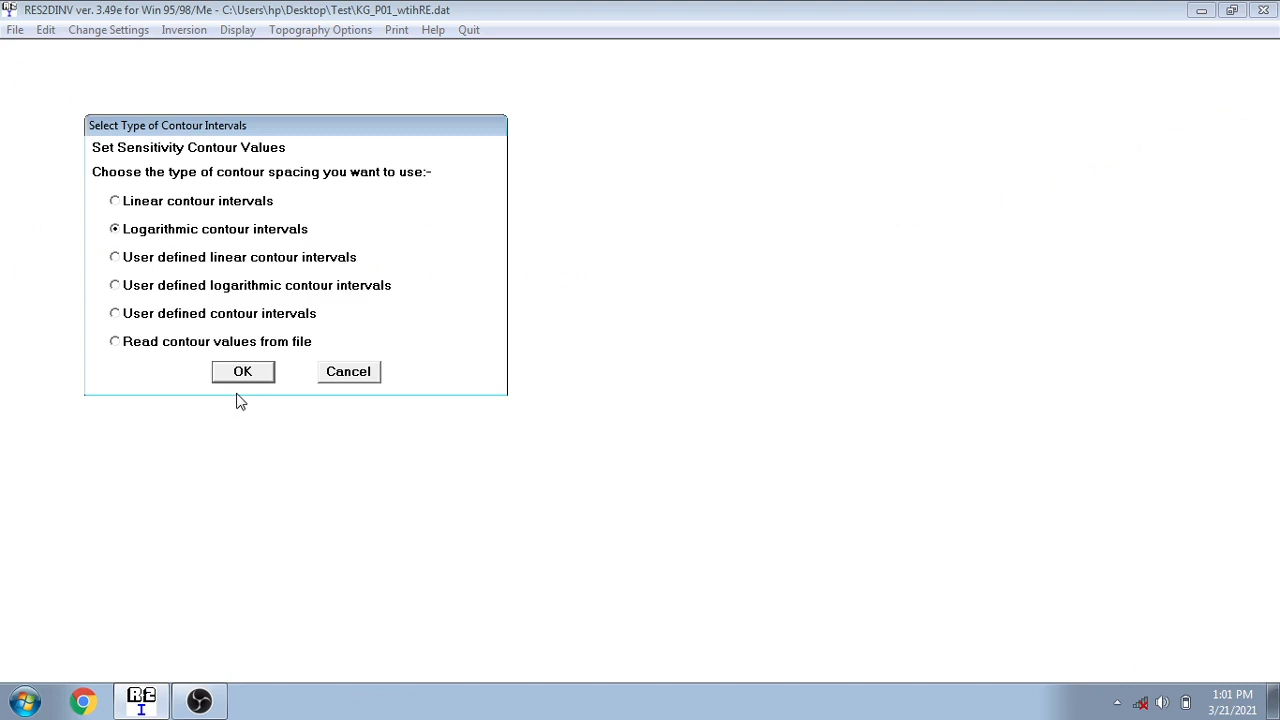 RES2DINV ver. 3.49e for Win 95/98/Me - C:\Users\hp\Desktop\Test\KG_P01_wtihRE.dat
File Edit Change Settings Inversion Display Topography Options Print Help Quit
Select Type of Contour Intervals
Set Sensitivity Contour Values
Choose the type of contour spacing you want to use:-
Linear contour intervals
Logarithmic contour intervals
User defined linear contour intervals
User defined logarithmic contour intervals
User defined contour intervals
Read contour values from file
OK Cancel
1:01 PM
3/21/2021